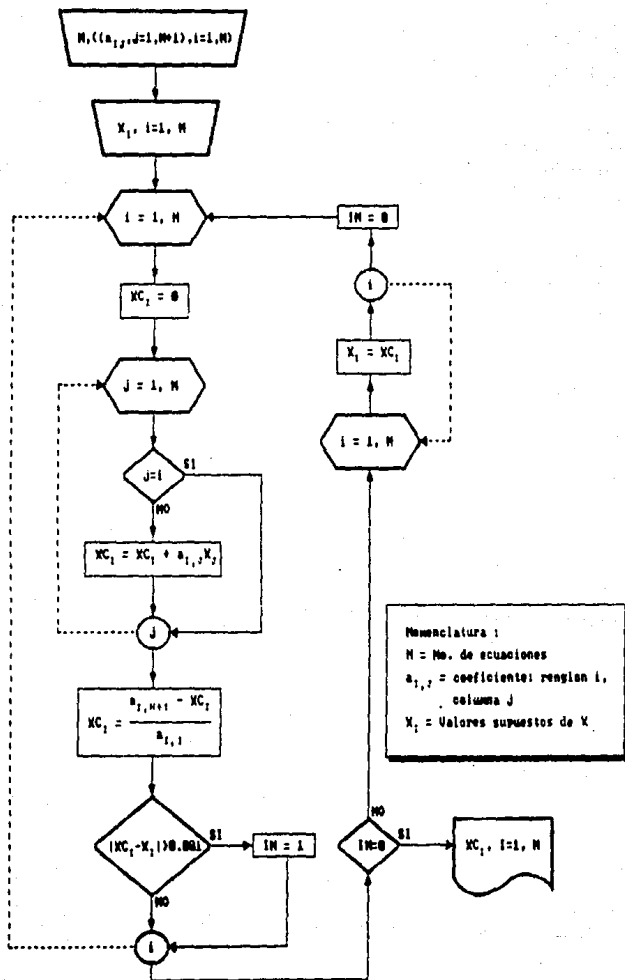 N,((a_{i,j},j=1,N+1),i=1,N)
X_i, i=1, N
i = 1, N
IN = 0
i
XC_i = 0
X_i = XC_i
j = 1, N
i = 1, N
j=i
SI
NO
XC_i = XC_i + a_{i,j}X_j
j
Nomenclatura :
N = No. de ecuaciones
a_{i,j} = coeficiente: renglon i,
columna j
X_i = Valores supuestos de X
XC_i = \frac{a_{i,N+1} - XC_i}{a_{i,i}}
|XC_i-X_i|>0.001
SI
IN = 1
NO
IN=0
NO
SI
XC_i, I=1, N
i